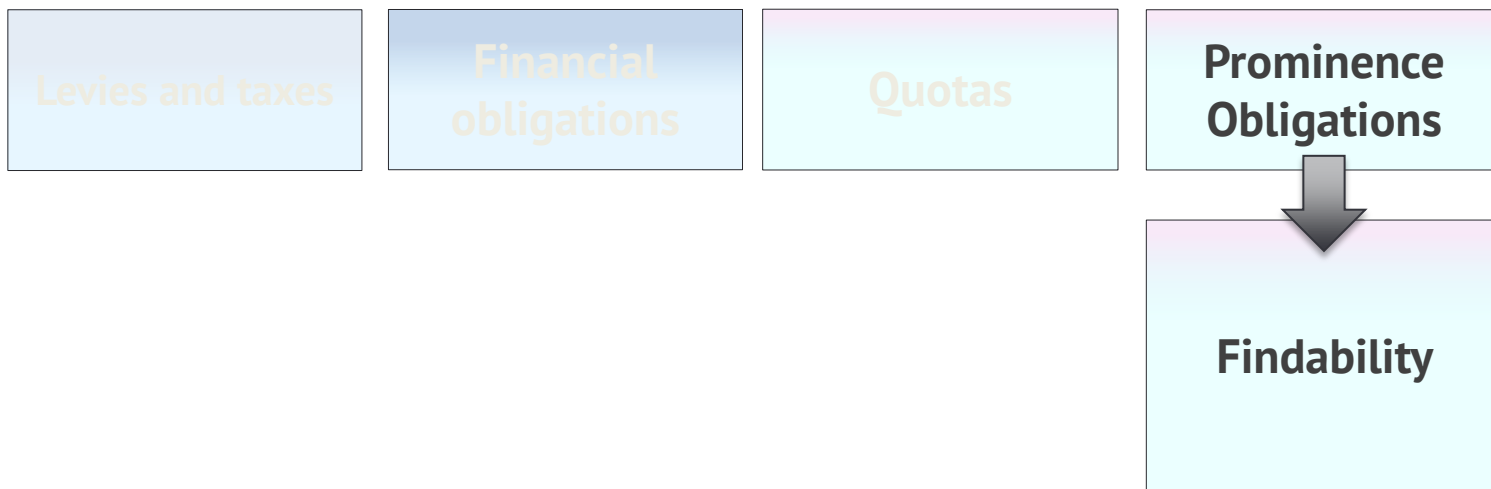 Levies and taxes
Financial
obligations
Quotas
Prominence
Obligations
Findability